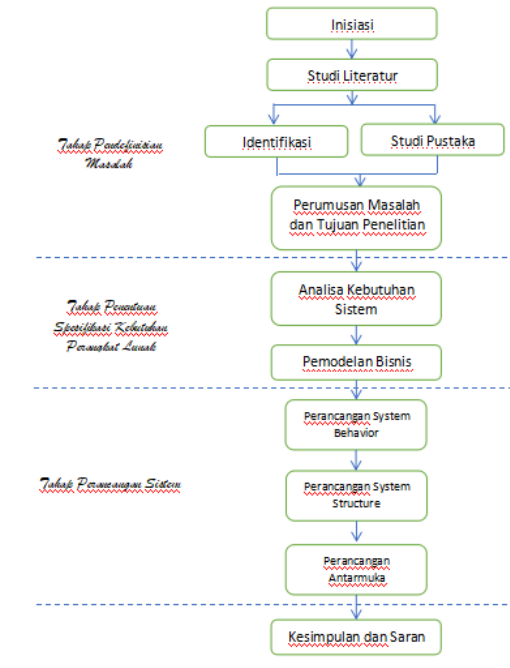 Inisiasi
Studi Literatur
Identifikasi
Studi Pustaka
Tahap Pendefinisian
Masalah
Perumusan Masalah
dan Tujuan Penelitian
Analisa Kebutuhan
Sistem
Tahap Penentuan
Spesifikasi Kebutuhan
Perangkat Lunak
Pemodelan Bisnis
Perancangan System
Behavior
Tahap Perancangan Sistem
Perancangan System
Structure
Perancangan
Antarmuka
Kesimpulan dan Saran